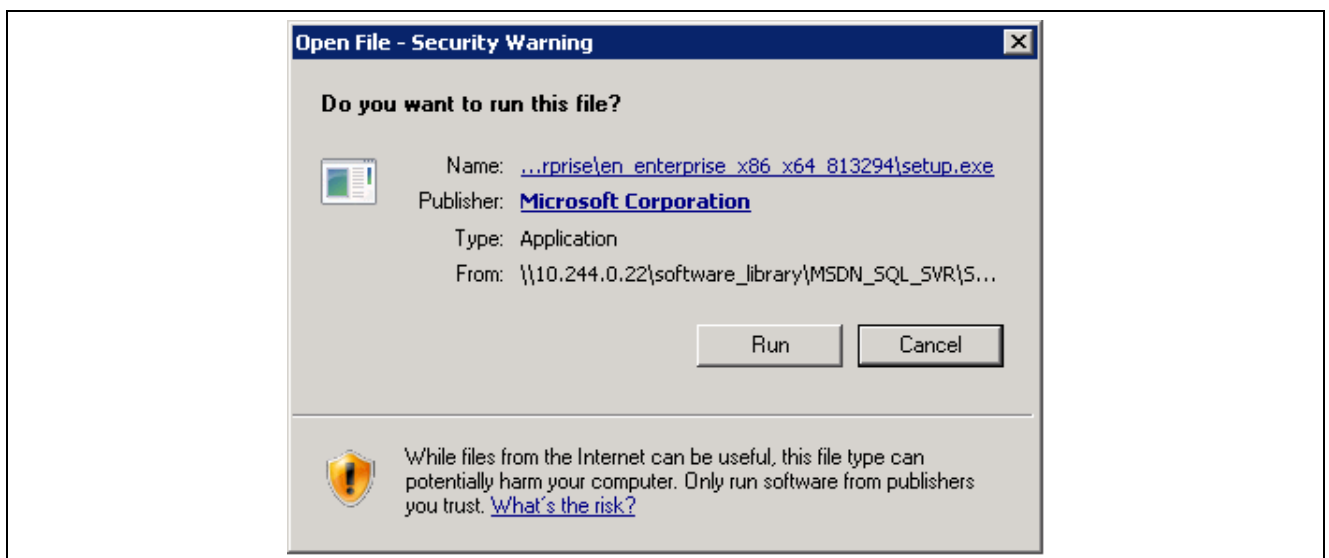 Open File - Security Warning
Do you want to run this file?
Name: ...rprise\en_enterprise_x86_x64_813294\setup.exe
Publisher: Microsoft Corporation
Type: Application
From: \\10.244.0.22\software_library\MSDN_SQL_SVR\S...
Run Cancel
While files from the Internet can be useful, this file type can
potentially harm your computer. Only run software from publishers
you trust. What's the risk?